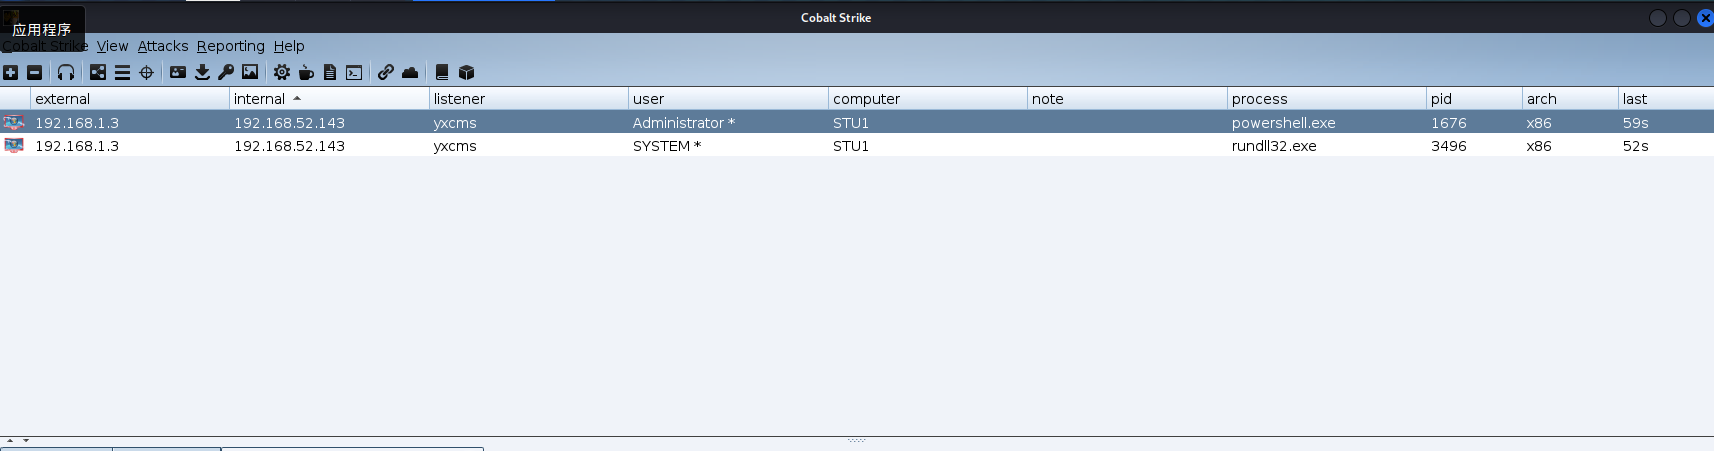 Cobalt Strike
应用程序
Cobalt Strike View Attacks Reporting Help
external internal listener user computer note process pid arch last
192.168.1.3 192.168.52.143 yxcms Administrator * STU1 powershell.exe 1676 x86 59s
192.168.1.3 192.168.52.143 yxcms SYSTEM * STU1 rundll32.exe 3496 x86 52s